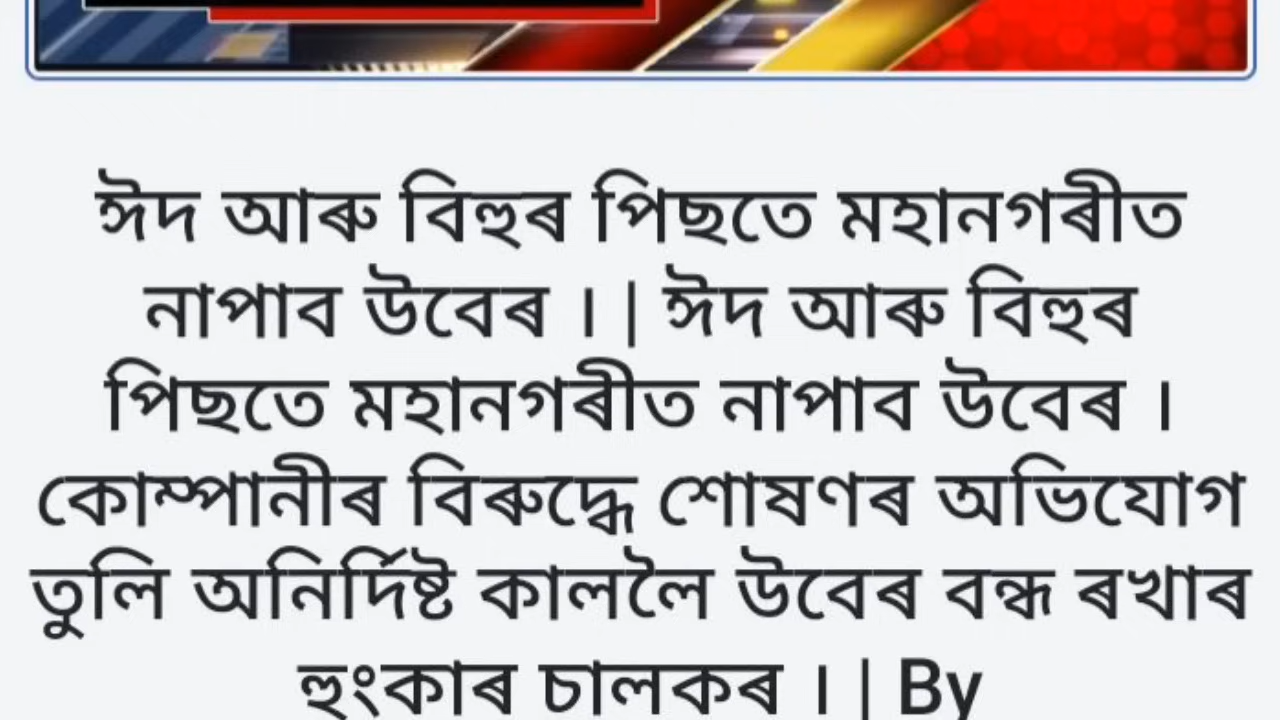 ঈদ আৰু বিহুৰ পিছতে মহানগৰীত
নাপাব উবেৰ । | ঈদ আৰু বিহুৰ
পিছতে মহানগৰীত নাপাব উবেৰ ।
কোম্পানীৰ বিৰুদ্ধে শোষণৰ অভিযোগ
তুলি অনিৰ্দিষ্ট কাললৈ উবেৰ বন্ধ ৰখাৰ
হুংকাৰ চালকৰ । | By